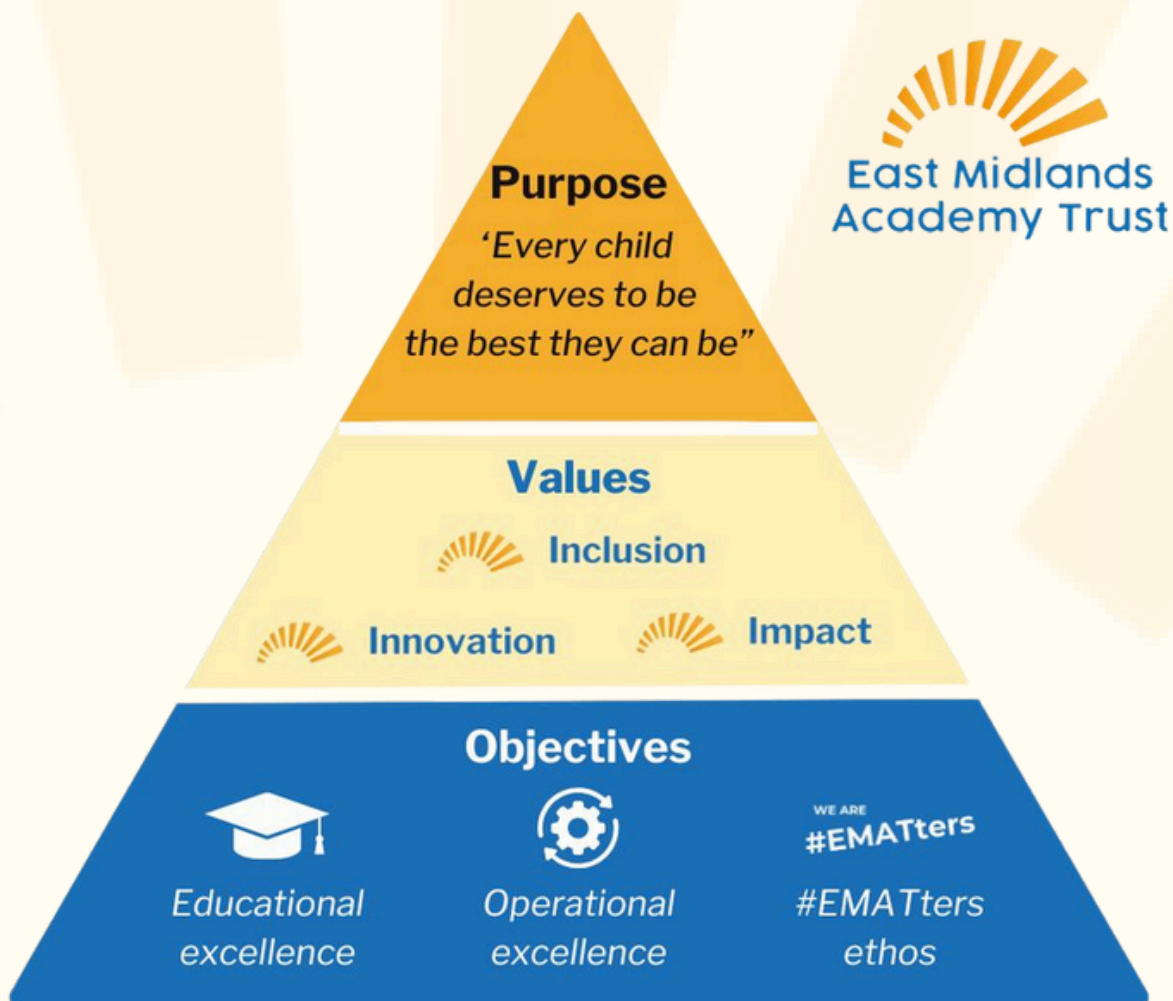 East Midlands
Academy Trust
Purpose
‘Every child
deserves to be
the best they can be”
Values
Inclusion
Innovation
Impact
Objectives
Educational
excellence
Operational
excellence
WE ARE
#EMATters
#EMATters
ethos